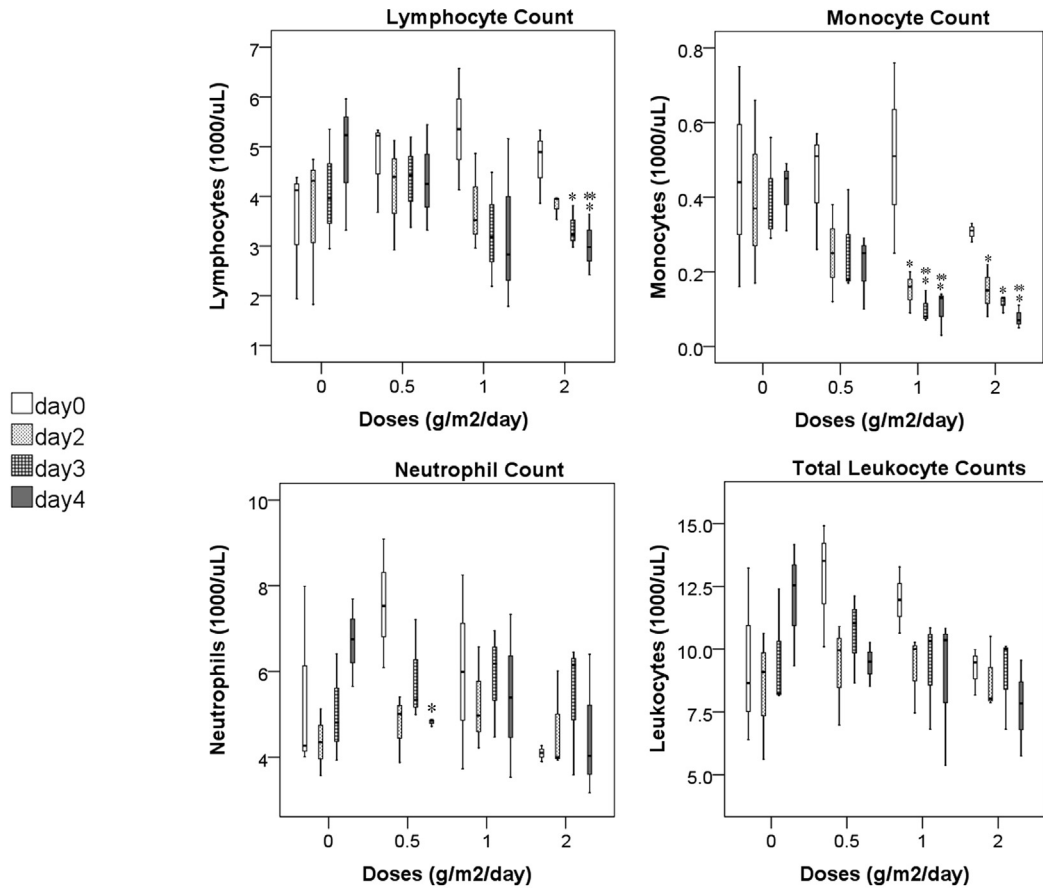 Lymphocyte Count
7
6
5
4
3
2
1
Lymphocytes (1000/uL)
* ** *
0 0.5 1 2
Doses (g/m2/day)
Monocyte Count
0.8
0.6
0.4
0.2
0.0
Monocytes (1000/uL)
* ** * ** * * * ** *
0 0.5 1 2
Doses (g/m2/day)
day0
day2
day3
day4
Neutrophil Count
10
8
6
4
Neutrophils (1000/uL)
*
0 0.5 1 2
Doses (g/m2/day)
Total Leukocyte Counts
15.0
12.5
10.0
7.5
5.0
Leukocytes (1000/uL)
0 0.5 1 2
Doses (g/m2/day)